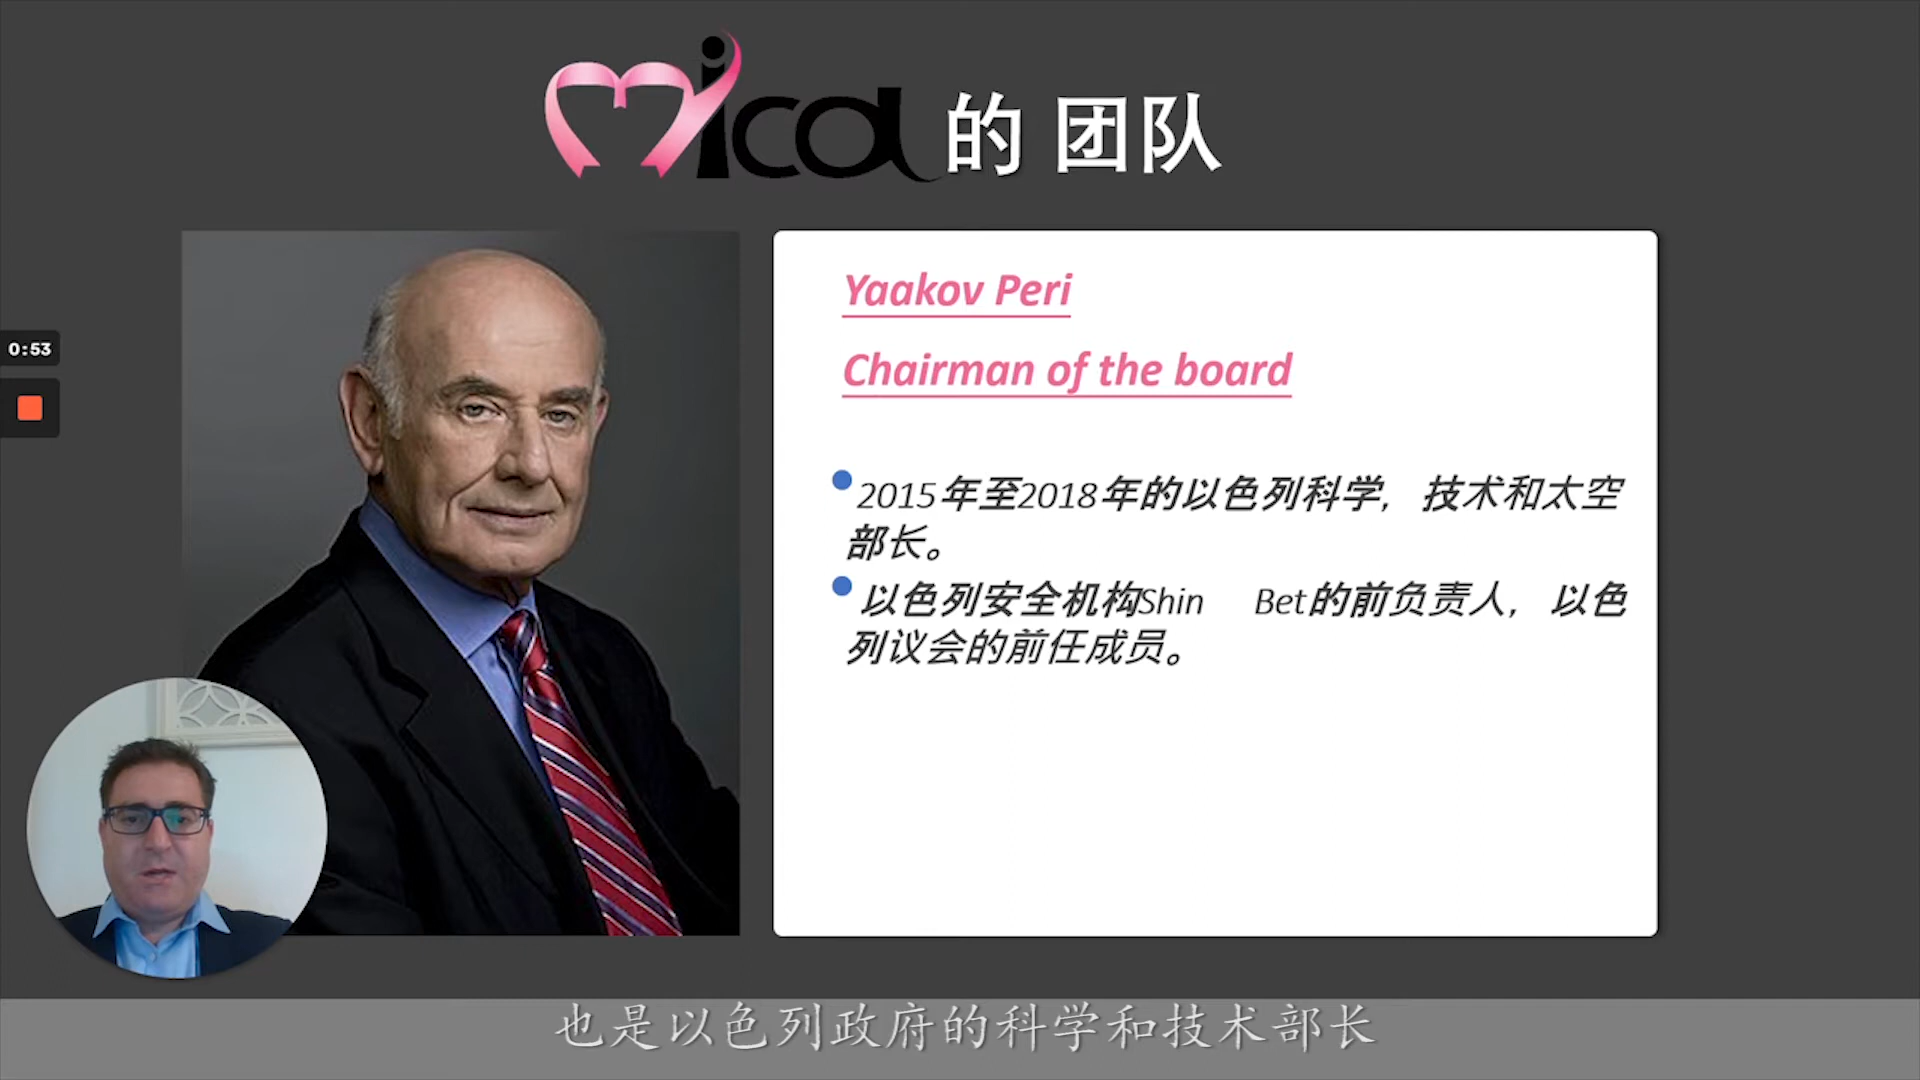 mica 的 团队
Yaakov Peri
Chairman of the board
0:53
2015年至2018年的以色列科学，技术和太空
部长。
以色列安全机构Shin Bet的前负责人，以色
列议会的前任成员。
也是以色列政府的科学和技术部长